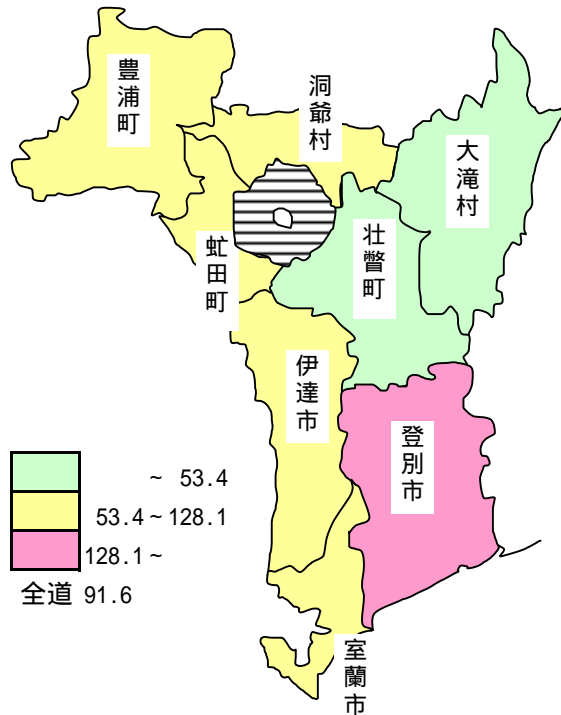 豊浦町
洞爺村
大滝村
壮瞥町
虻田町
伊達市
登別市
~ 53.4
53.4 ~ 128.1
128.1 ~
全道 91.6
室蘭市